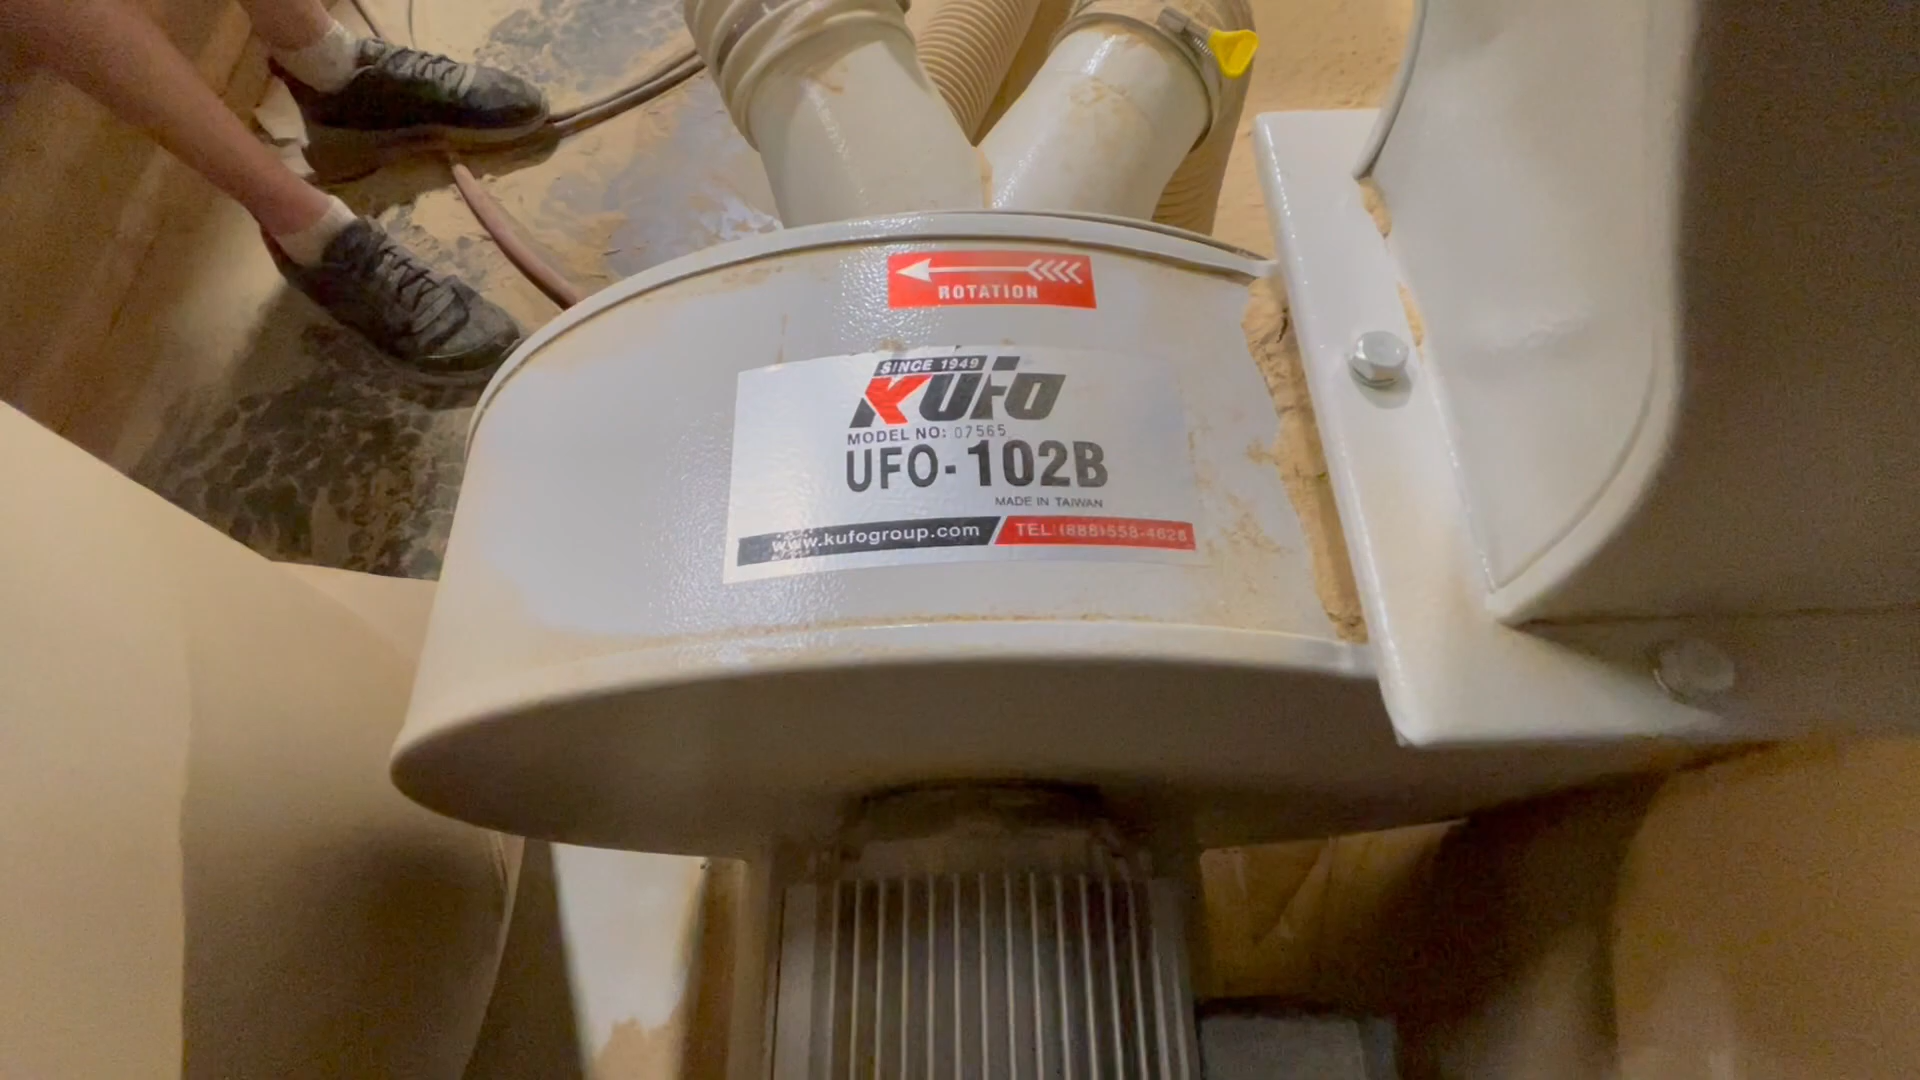 ROTATION
SINCE 1949
KUFO
MODEL NO: 07565
UFO-102B
MADE IN TAIWAN
www.kufogroup.com TEL:(888)558-4628